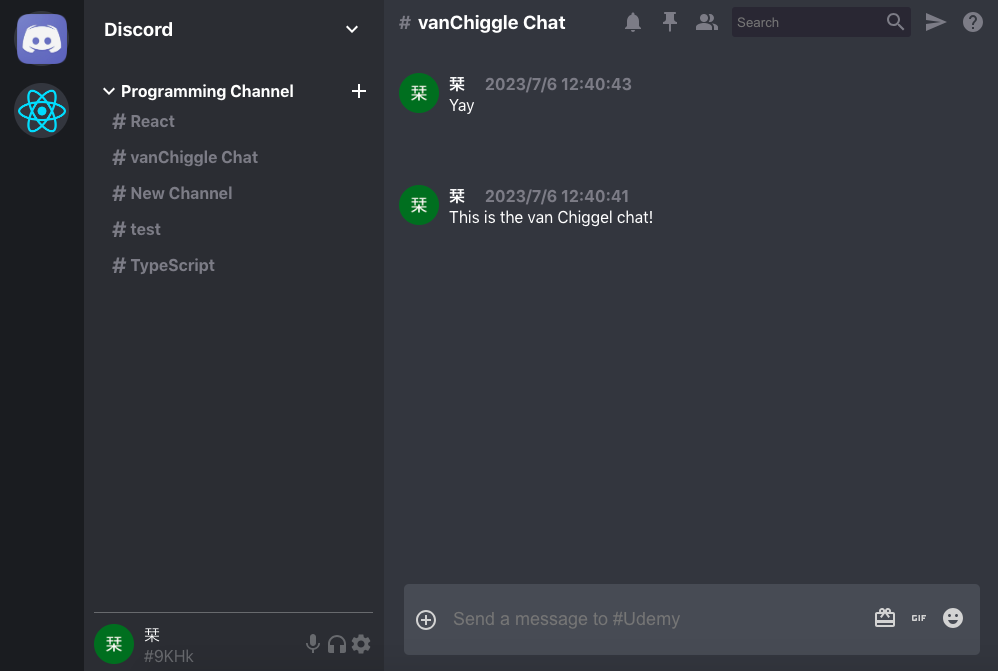 Discord
Programming Channel
# React
# vanChiggle Chat
# New Channel
# test
# TypeScript
栞
栞
#9KHk
# vanChiggle Chat
Search
栞
栞 2023/7/6 12:40:43
Yay
栞
栞 2023/7/6 12:40:41
This is the van Chiggel chat!
Send a message to #Udemy
GIF